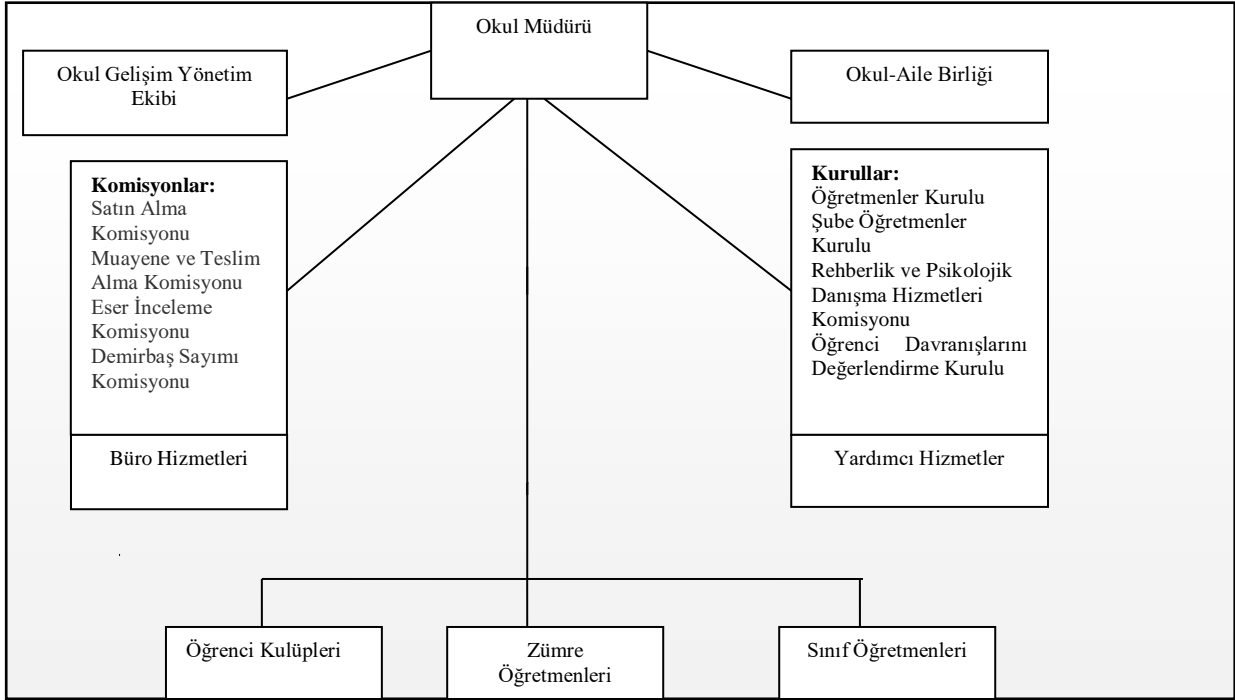 Okul Müdürü
Okul Gelişim Yönetim
Ekibi
Okul-Aile Birliği
Komisyonlar:
Satın Alma
Komisyonu
Muayene ve Teslim
Alma Komisyonu
Eser İnceleme
Komisyonu
Demirbaş Sayımı
Komisyonu
Büro Hizmetleri
Kurullar:
Öğretmenler Kurulu
Şube Öğretmenler
Kurulu
Rehberlik ve Psikolojik
Danışma Hizmetleri
Komisyonu
Öğrenci Davranışlarını
Değerlendirme Kurulu
Yardımcı Hizmetler
Öğrenci Kulüpleri
Zümre
Öğretmenleri
Sınıf Öğretmenleri